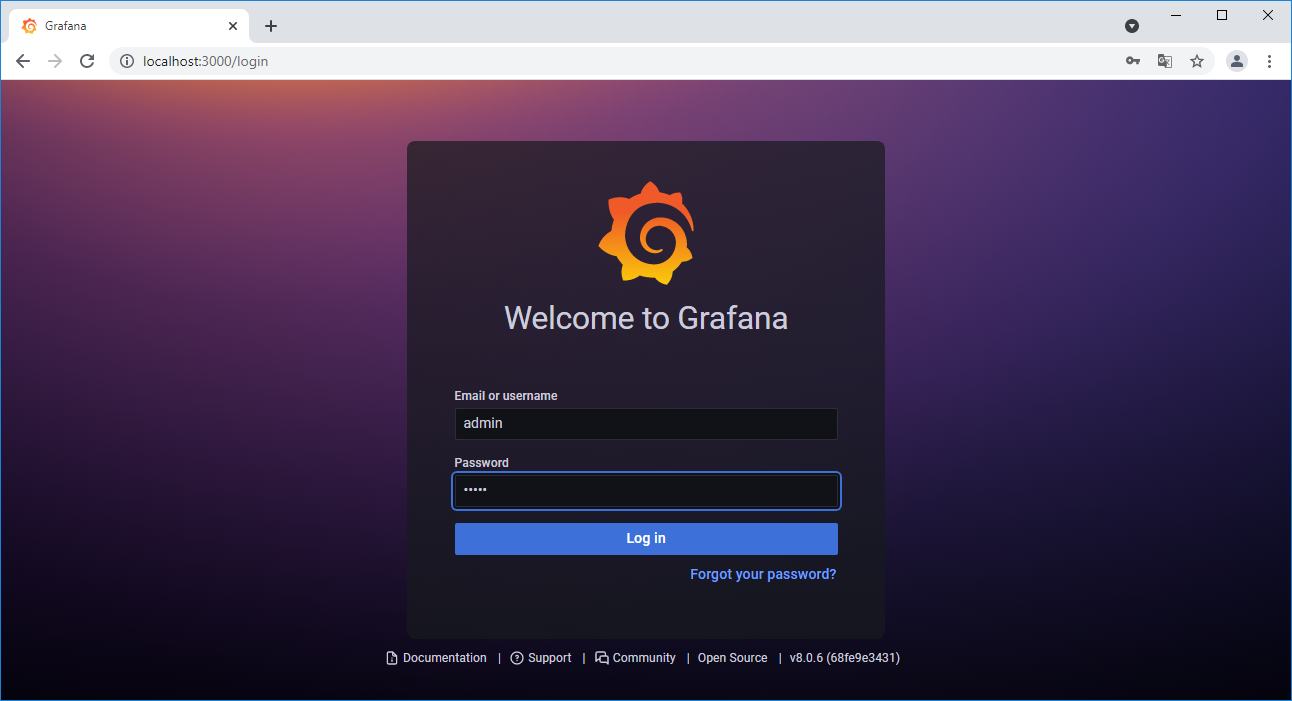 Grafana
localhost:3000/login
Welcome to Grafana
Email or username
admin
Password
•••••
Log in
Forgot your password?
Documentation | Support | Community | Open Source | v8.0.6 (68fe9e3431)